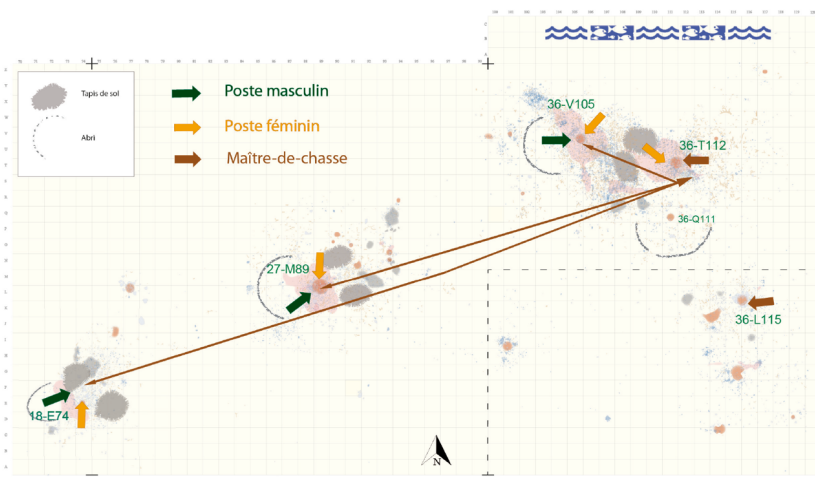 Tapis de sol
Abri
Poste masculin
Poste féminin
Maître-de-chasse
36-V105
36-T112
36-Q111
27-M89
36-L115
18-E74
N